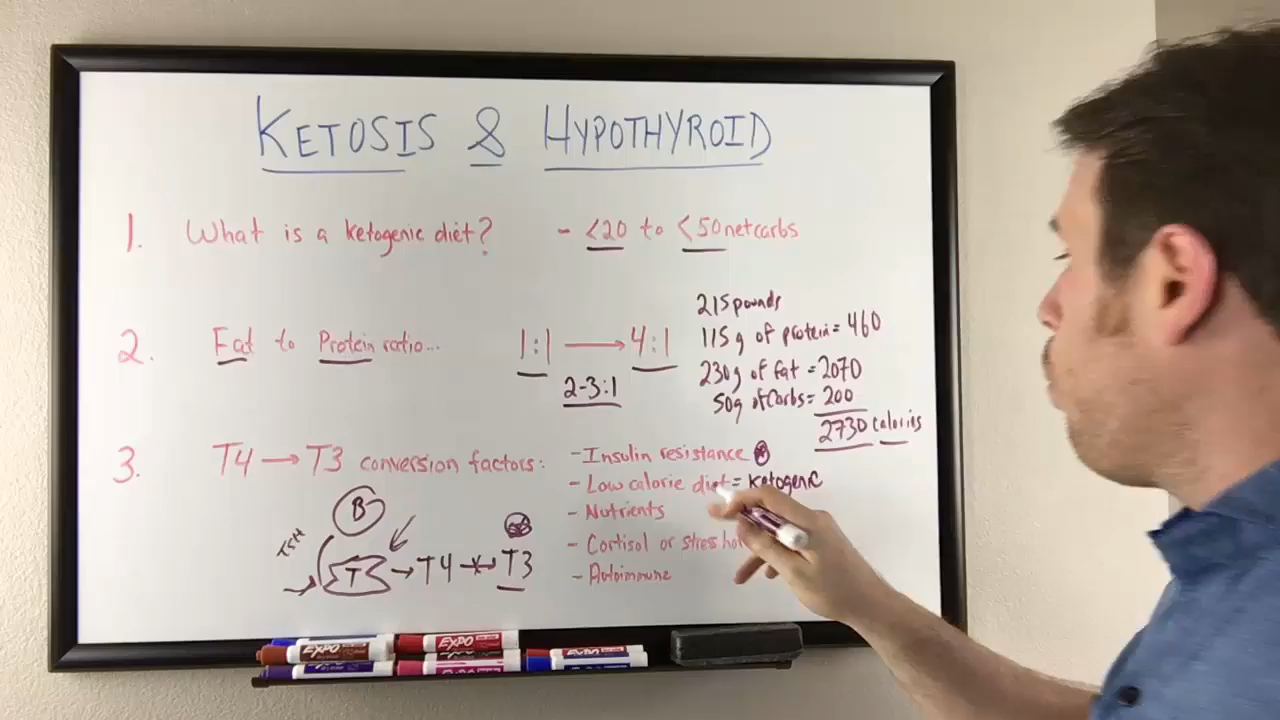 KETOSIS & HYPOTHYROID
1. What is a ketogenic diet? - <20 to <50 net carbs
215 pounds
115g of protein = 460
2. Fat to Protein ratio... 1:1 → 4:1
230g of fat = 2070
2-3:1
50g of Carbs = 200
2730 calories
3. T4 → T3 conversion factors: - Insulin resistance
- Low calorie diet = ketogenic
B
- Nutrients
TSH
- Cortisol or stress
T → T4 → T3
- Autoimmune
EXPO
EXPO
EXPO